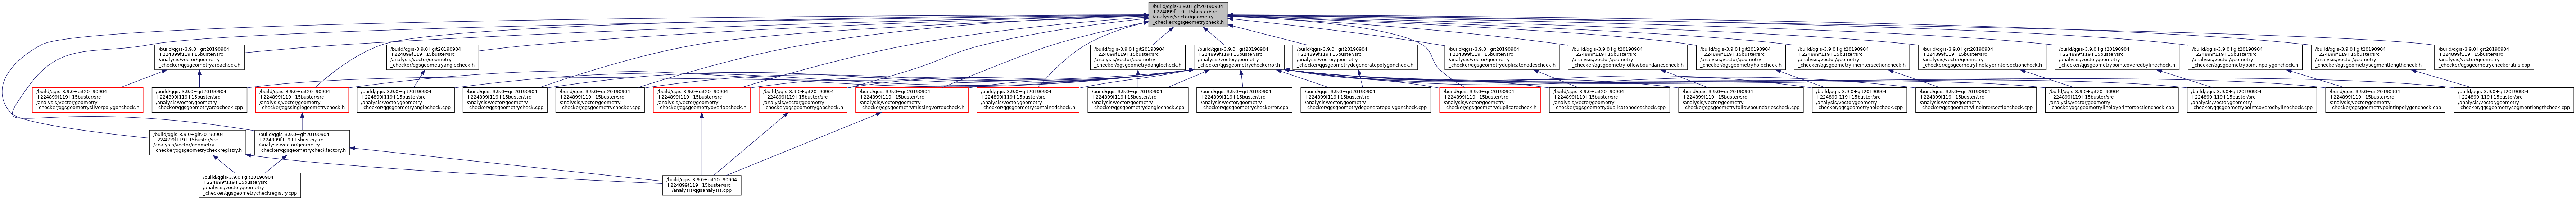 /build/qgis-3.9.0+git20190904
+224899f119+15buster/src
/analysis/vector/geometry
_checker/qgsgeometrycheck.h
/build/qgis-3.9.0+git20190904
+224899f119+15buster/src
/analysis/vector/geometry
_checker/qgsgeometryareacheck.h
/build/qgis-3.9.0+git20190904
+224899f119+15buster/src
/analysis/vector/geometry
_checker/qgsgeometryanglecheck.h
/build/qgis-3.9.0+git20190904
+224899f119+15buster/src
/analysis/vector/geometry
_checker/qgsgeometrydanglecheck.h
/build/qgis-3.9.0+git20190904
+224899f119+15buster/src
/analysis/vector/geometry
_checker/qgsgeometrycheckerror.h
/build/qgis-3.9.0+git20190904
+224899f119+15buster/src
/analysis/vector/geometry
_checker/qgsgeometrydegeneratepolygoncheck.h
/build/qgis-3.9.0+git20190904
+224899f119+15buster/src
/analysis/vector/geometry
_checker/qgsgeometryduplicatenodescheck.h
/build/qgis-3.9.0+git20190904
+224899f119+15buster/src
/analysis/vector/geometry
_checker/qgsgeometryfollowboundariescheck.h
/build/qgis-3.9.0+git20190904
+224899f119+15buster/src
/analysis/vector/geometry
_checker/qgsgeometryholecheck.h
/build/qgis-3.9.0+git20190904
+224899f119+15buster/src
/analysis/vector/geometry
_checker/qgsgeometrylineintersectioncheck.h
/build/qgis-3.9.0+git20190904
+224899f119+15buster/src
/analysis/vector/geometry
_checker/qgsgeometrylinelayerintersectioncheck.h
/build/qgis-3.9.0+git20190904
+224899f119+15buster/src
/analysis/vector/geometry
_checker/qgsgeometrypointcoveredbylinecheck.h
/build/qgis-3.9.0+git20190904
+224899f119+15buster/src
/analysis/vector/geometry
_checker/qgsgeometrypointinpolygoncheck.h
/build/qgis-3.9.0+git20190904
+224899f119+15buster/src
/analysis/vector/geometry
_checker/qgsgeometrysegmentlengthcheck.h
/build/qgis-3.9.0+git20190904
+224899f119+15buster/src
/analysis/vector/geometry
_checker/qgsgeometrycheckerutils.cpp
/build/qgis-3.9.0+git20190904
+224899f119+15buster/src
/analysis/vector/geometry
_checker/qgsgeometrysliverpolygoncheck.h
/build/qgis-3.9.0+git20190904
+224899f119+15buster/src
/analysis/vector/geometry
_checker/qgsgeometryareacheck.cpp
/build/qgis-3.9.0+git20190904
+224899f119+15buster/src
/analysis/vector/geometry
_checker/qgssinglegeometrycheck.h
/build/qgis-3.9.0+git20190904
+224899f119+15buster/src
/analysis/vector/geometry
_checker/qgsgeometryanglecheck.cpp
/build/qgis-3.9.0+git20190904
+224899f119+15buster/src
/analysis/vector/geometry
_checker/qgsgeometrycheck.cpp
/build/qgis-3.9.0+git20190904
+224899f119+15buster/src
/analysis/vector/geometry
_checker/qgsgeometrychecker.cpp
/build/qgis-3.9.0+git20190904
+224899f119+15buster/src
/analysis/vector/geometry
_checker/qgsgeometryoverlapcheck.h
/build/qgis-3.9.0+git20190904
+224899f119+15buster/src
/analysis/vector/geometry
_checker/qgsgeometrygapcheck.h
/build/qgis-3.9.0+git20190904
+224899f119+15buster/src
/analysis/vector/geometry
_checker/qgsgeometrymissingvertexcheck.h
/build/qgis-3.9.0+git20190904
+224899f119+15buster/src
/analysis/vector/geometry
_checker/qgsgeometrycontainedcheck.h
/build/qgis-3.9.0+git20190904
+224899f119+15buster/src
/analysis/vector/geometry
_checker/qgsgeometrydanglecheck.cpp
/build/qgis-3.9.0+git20190904
+224899f119+15buster/src
/analysis/vector/geometry
_checker/qgsgeometrycheckerror.cpp
/build/qgis-3.9.0+git20190904
+224899f119+15buster/src
/analysis/vector/geometry
_checker/qgsgeometrydegeneratepolygoncheck.cpp
/build/qgis-3.9.0+git20190904
+224899f119+15buster/src
/analysis/vector/geometry
_checker/qgsgeometryduplicatecheck.h
/build/qgis-3.9.0+git20190904
+224899f119+15buster/src
/analysis/vector/geometry
_checker/qgsgeometryduplicatenodescheck.cpp
/build/qgis-3.9.0+git20190904
+224899f119+15buster/src
/analysis/vector/geometry
_checker/qgsgeometryfollowboundariescheck.cpp
/build/qgis-3.9.0+git20190904
+224899f119+15buster/src
/analysis/vector/geometry
_checker/qgsgeometryholecheck.cpp
/build/qgis-3.9.0+git20190904
+224899f119+15buster/src
/analysis/vector/geometry
_checker/qgsgeometrylineintersectioncheck.cpp
/build/qgis-3.9.0+git20190904
+224899f119+15buster/src
/analysis/vector/geometry
_checker/qgsgeometrylinelayerintersectioncheck.cpp
/build/qgis-3.9.0+git20190904
+224899f119+15buster/src
/analysis/vector/geometry
_checker/qgsgeometrypointcoveredbylinecheck.cpp
/build/qgis-3.9.0+git20190904
+224899f119+15buster/src
/analysis/vector/geometry
_checker/qgsgeometrypointinpolygoncheck.cpp
/build/qgis-3.9.0+git20190904
+224899f119+15buster/src
/analysis/vector/geometry
_checker/qgsgeometrysegmentlengthcheck.cpp
/build/qgis-3.9.0+git20190904
+224899f119+15buster/src
/analysis/vector/geometry
_checker/qgsgeometrycheckregistry.h
/build/qgis-3.9.0+git20190904
+224899f119+15buster/src
/analysis/vector/geometry
_checker/qgsgeometrycheckfactory.h
/build/qgis-3.9.0+git20190904
+224899f119+15buster/src
/analysis/vector/geometry
_checker/qgsgeometrycheckregistry.cpp
/build/qgis-3.9.0+git20190904
+224899f119+15buster/src
/analysis/qgsanalysis.cpp